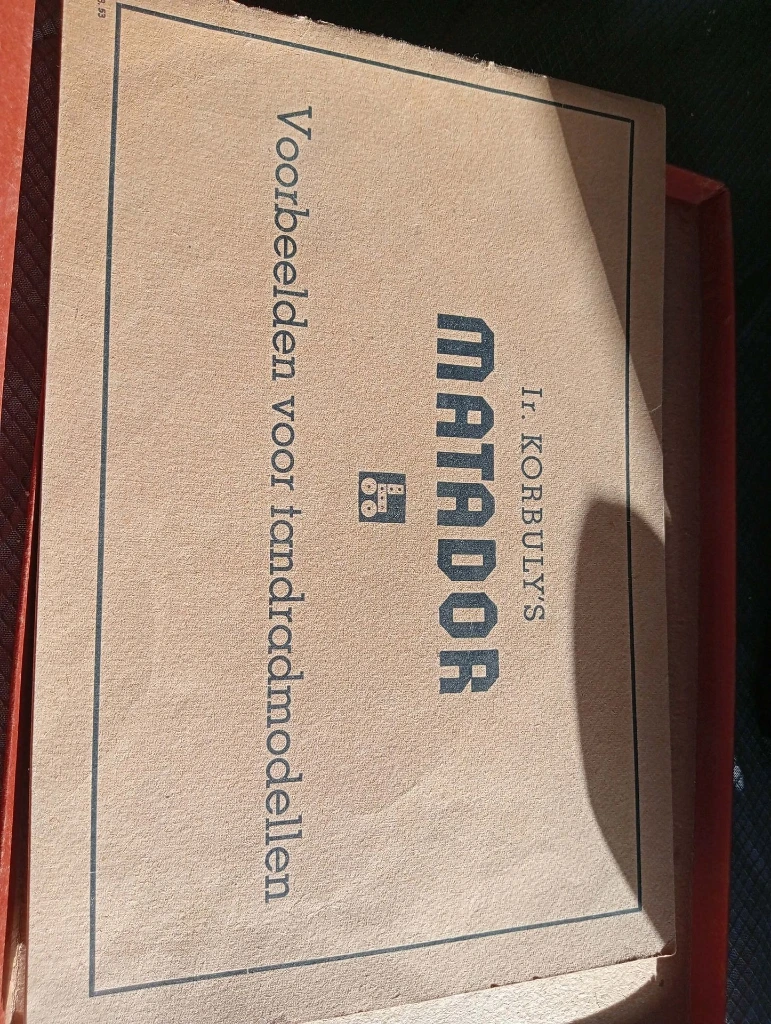 Ir. KORBULY'S
MATADOR
Voorbeelden voor tandradmodellen